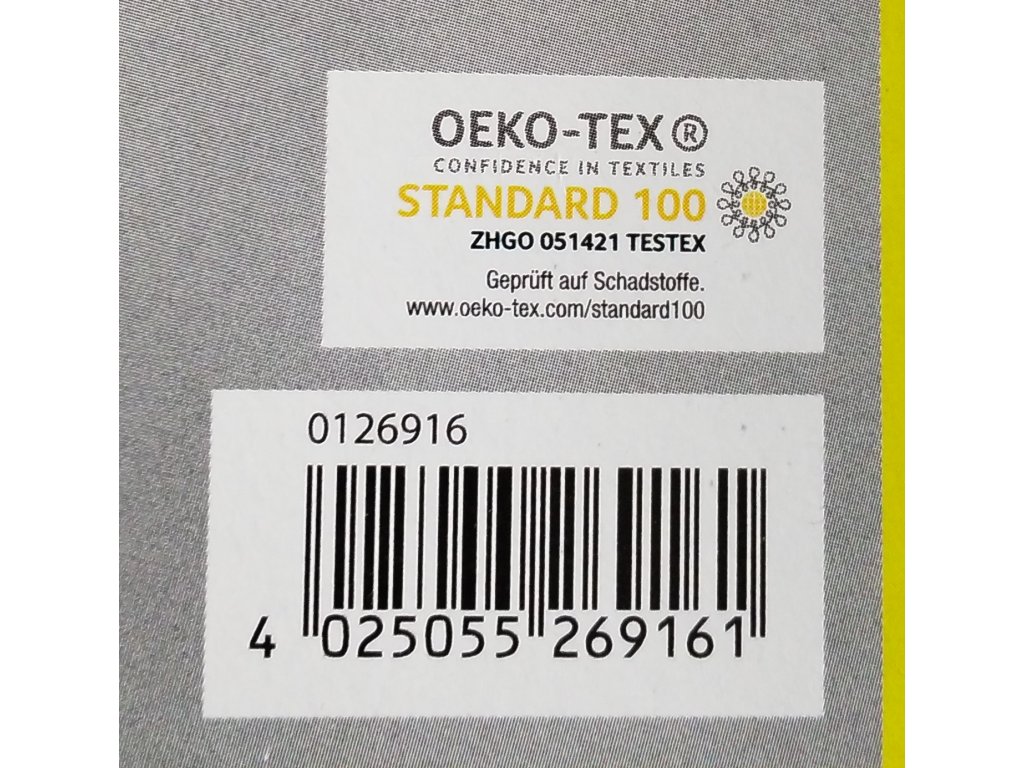 OEKO-TEX®
CONFIDENCE IN TEXTILES
STANDARD 100
ZHGO 051421 TESTEX
Geprüft auf Schadstoffe.
www.oeko-tex.com/standard100
0126916
4 025055 269161